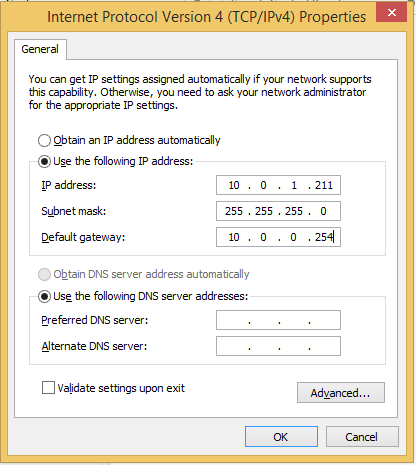 Internet Protocol Version 4 (TCP/IPv4) Properties
General
You can get IP settings assigned automatically if your network supports
this capability. Otherwise, you need to ask your network administrator
for the appropriate IP settings.
Obtain an IP address automatically
Use the following IP address:
IP address: 10 . 0 . 1 . 211
Subnet mask: 255 . 255 . 255 . 0
Default gateway: 10 . 0 . 0 . 254
Obtain DNS server address automatically
Use the following DNS server addresses:
Preferred DNS server: . . .
Alternate DNS server: . . .
Validate settings upon exit
Advanced...
OK Cancel